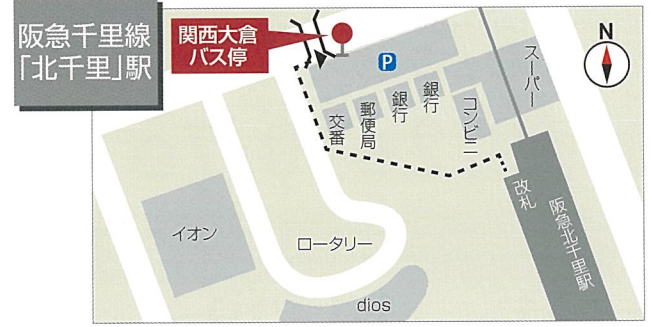 阪急千里線
「北千里」駅
関西大倉
バス停
N
P
スーパー
交番
郵便局
銀行
銀行
コンビニ
改札
阪急北千里駅
イオン
ロータリー
dios